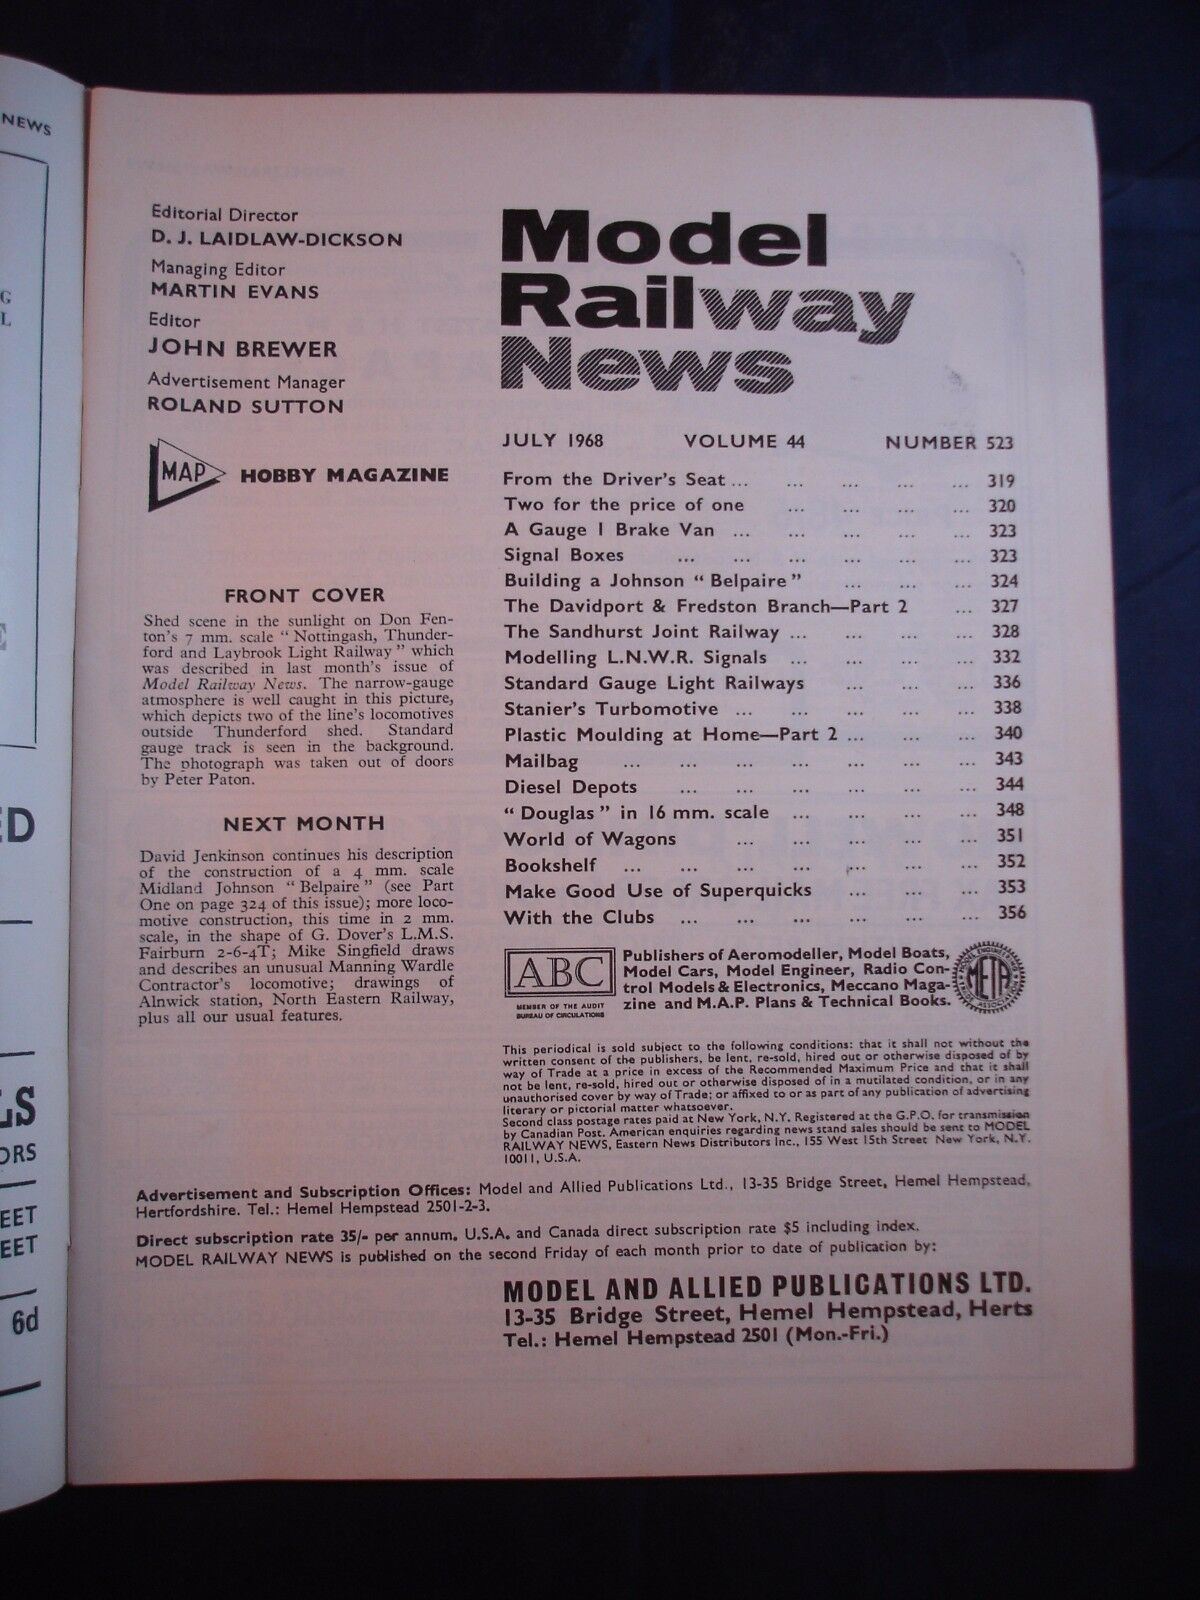 NEWS
G
L
E
ED
LS
ORS
EET
EET
6d
Editorial Director
D. J. LAIDLAW-DICKSON
Managing Editor
MARTIN EVANS
Editor
JOHN BREWER
Advertisement Manager
ROLAND SUTTON
MAP HOBBY MAGAZINE
FRONT COVER
Shed scene in the sunlight on Don Fen-
ton's 7 mm. scale "Nottingash, Thunder-
ford and Laybrook Light Railway" which
was described in last month's issue of
Model Railway News. The narrow-gauge
atmosphere is well caught in this picture,
which depicts two of the line's locomotives
outside Thunderford shed. Standard
gauge track is seen in the background.
The photograph was taken out of doors
by Peter Paton.
NEXT MONTH
David Jenkinson continues his description
of the construction of a 4 mm. scale
Midland Johnson "Belpaire" (see Part
One on page 324 of this issue); more loco-
motive construction, this time in 2 mm.
scale, in the shape of G. Dover's L.M.S.
Fairburn 2-6-4T; Mike Singfield draws
and describes an unusual Manning Wardle
Contractor's locomotive; drawings of
Alnwick station, North Eastern Railway,
plus all our usual features.
Model
Railway
News
JULY 1968 VOLUME 44 NUMBER 523
From the Driver's Seat ... ... ... ... ... 319
Two for the price of one ... ... ... ... 320
A Gauge 1 Brake Van ... ... ... ... ... 323
Signal Boxes ... ... ... ... ... ... 323
Building a Johnson "Belpaire" ... ... ... 324
The Davidport & Fredston Branch—Part 2 ... 327
The Sandhurst Joint Railway ... ... ... ... 328
Modelling L.N.W.R. Signals ... ... ... ... 332
Standard Gauge Light Railways ... ... ... 336
Stanier's Turbomotive ... ... ... ... ... 338
Plastic Moulding at Home—Part 2 ... ... ... 340
Mailbag ... ... ... ... ... ... ... 343
Diesel Depots ... ... ... ... ... ... 344
"Douglas" in 16 mm. scale ... ... ... ... 348
World of Wagons ... ... ... ... ... 351
Bookshelf ... ... ... ... ... ... ... 352
Make Good Use of Superquicks ... ... ... 353
With the Clubs ... ... ... ... ... ... 356
ABC
MEMBER OF THE AUDIT
BUREAU OF CIRCULATIONS
Publishers of Aeromodeller, Model Boats,
Model Cars, Model Engineer, Radio Con-
trol Models & Electronics, Meccano Maga-
zine and M.A.P. Plans & Technical Books.
META
This periodical is sold subject to the following conditions: that it shall not without the
written consent of the publishers, be lent, re-sold, hired out or otherwise disposed of by
way of Trade at a price in excess of the Recommended Maximum Price and that it shall
not be lent, re-sold, hired out or otherwise disposed of in a mutilated condition, or in any
unauthorised cover by way of Trade; or affixed to or as part of any publication of advertising
literary or pictorial matter whatsoever.
Second class postage rates paid at New York, N.Y. Registered at the G.P.O. for transmission
by Canadian Post. American enquiries regarding news stand sales should be sent to MODEL
RAILWAY NEWS, Eastern News Distributors Inc., 155 West 15th Street New York, N.Y.
10011, U.S.A.
Advertisement and Subscription Offices: Model and Allied Publications Ltd., 13-35 Bridge Street, Hemel Hempstead,
Hertfordshire. Tel.: Hemel Hempstead 2501-2-3.
Direct subscription rate 35/- per annum. U.S.A. and Canada direct subscription rate $5 including index.
MODEL RAILWAY NEWS is published on the second Friday of each month prior to date of publication by:
MODEL AND ALLIED PUBLICATIONS LTD.
13-35 Bridge Street, Hemel Hempstead, Herts
Tel.: Hemel Hempstead 2501 (Mon.-Fri.)